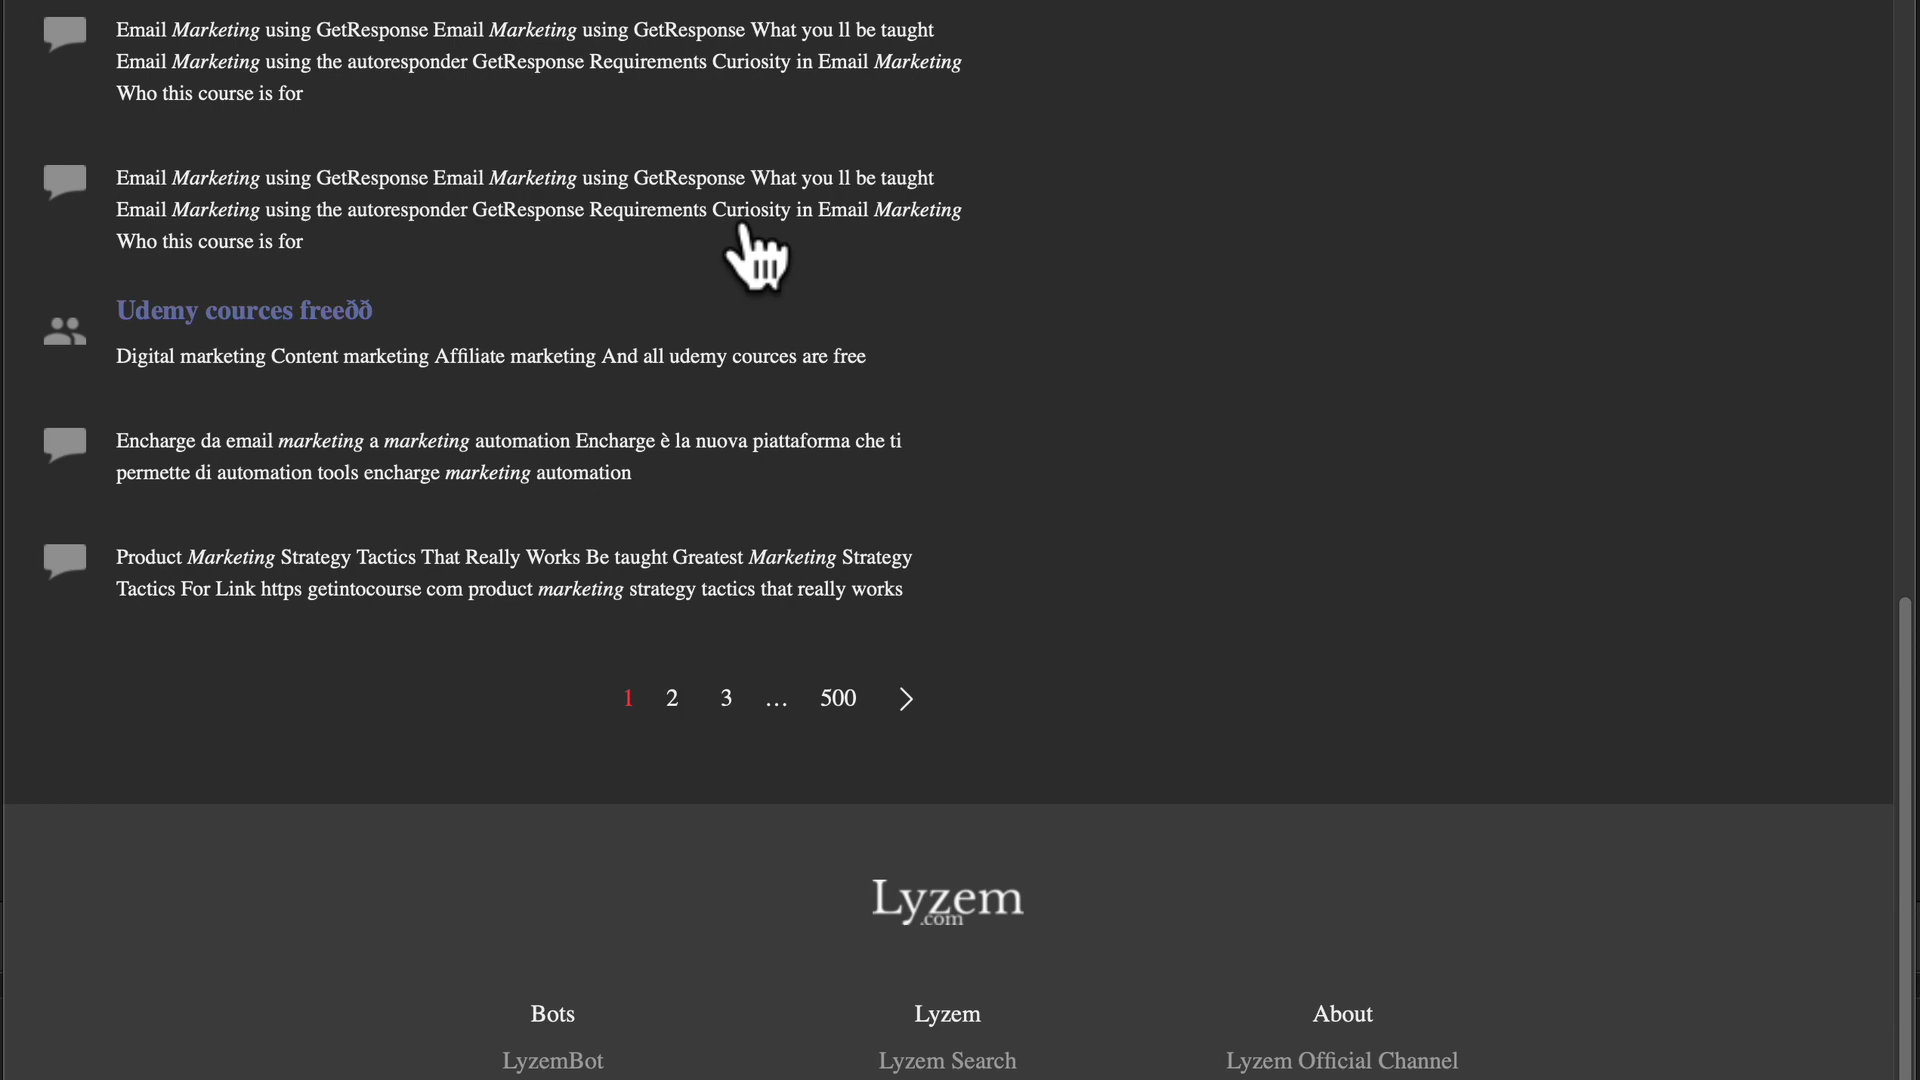 Email Marketing using GetResponse Email Marketing using GetResponse What you ll be taught
Email Marketing using the autoresponder GetResponse Requirements Curiosity in Email Marketing
Who this course is for
Email Marketing using GetResponse Email Marketing using GetResponse What you ll be taught
Email Marketing using the autoresponder GetResponse Requirements Curiosity in Email Marketing
Who this course is for
Udemy cources freeðð
Digital marketing Content marketing Affiliate marketing And all udemy cources are free
Encharge da email marketing a marketing automation Encharge è la nuova piattaforma che ti
permette di automation tools encharge marketing automation
Product Marketing Strategy Tactics That Really Works Be taught Greatest Marketing Strategy
Tactics For Link https getintocourse com product marketing strategy tactics that really works
1 2 3 ... 500
Lyzem
.com
Bots Lyzem About
LyzemBot Lyzem Search Lyzem Official Channel